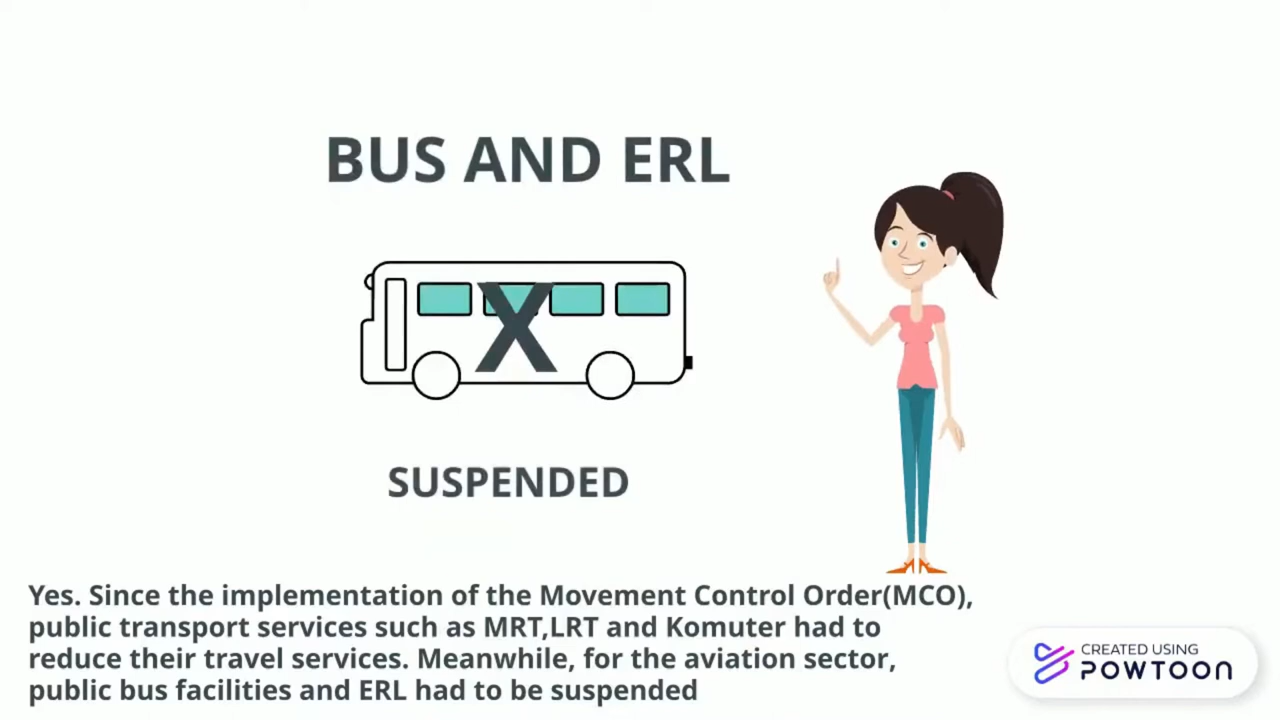 BUS AND ERL
X
SUSPENDED
Yes. Since the implementation of the Movement Control Order(MCO),
public transport services such as MRT,LRT and Komuter had to
reduce their travel services. Meanwhile, for the aviation sector,
public bus facilities and ERL had to be suspended
CREATED USING
POWTOON